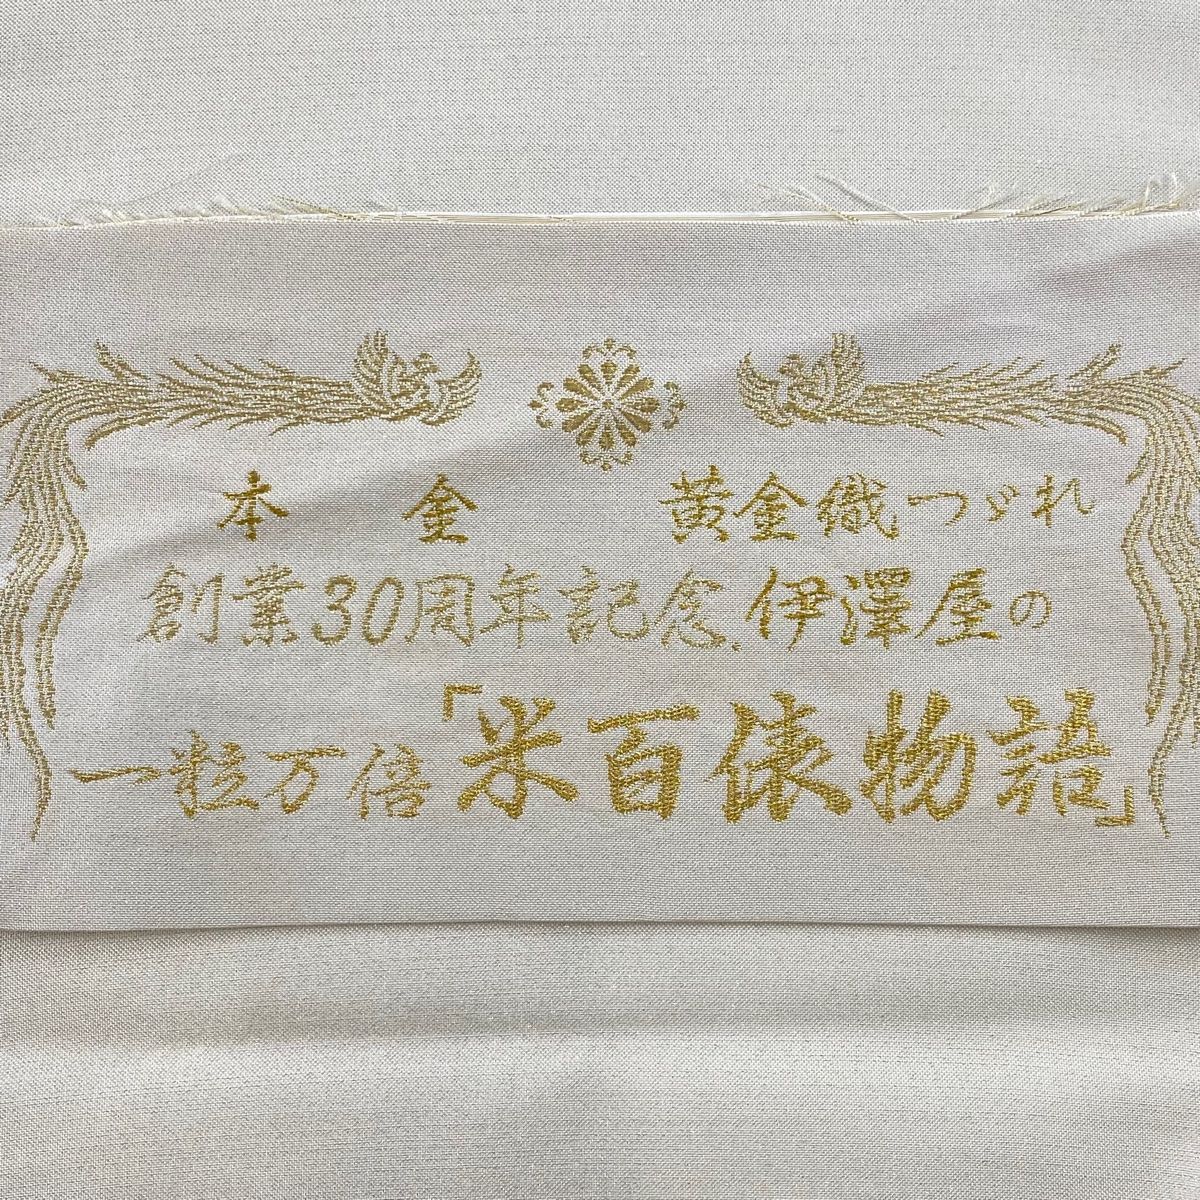 本金　黄金織つゞれ
創業30周年記念 伊澤屋の
一粒万倍「米百俵物語」